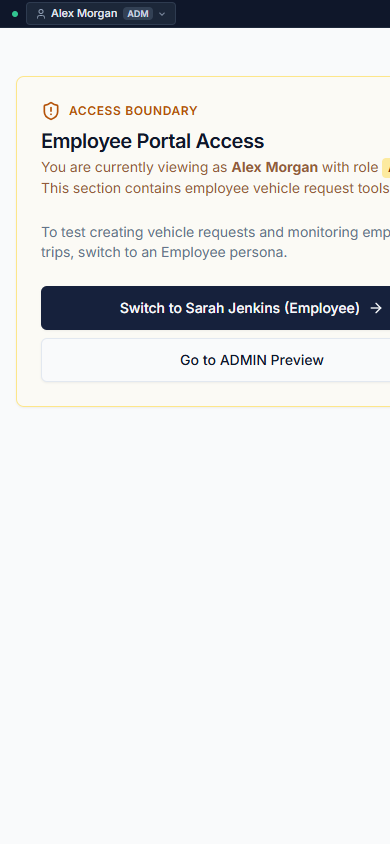 Alex Morgan ADM
ACCESS BOUNDARY
Employee Portal Access
You are currently viewing as Alex Morgan with role
This section contains employee vehicle request tools
To test creating vehicle requests and monitoring emp
trips, switch to an Employee persona.
Switch to Sarah Jenkins (Employee)
Go to ADMIN Preview